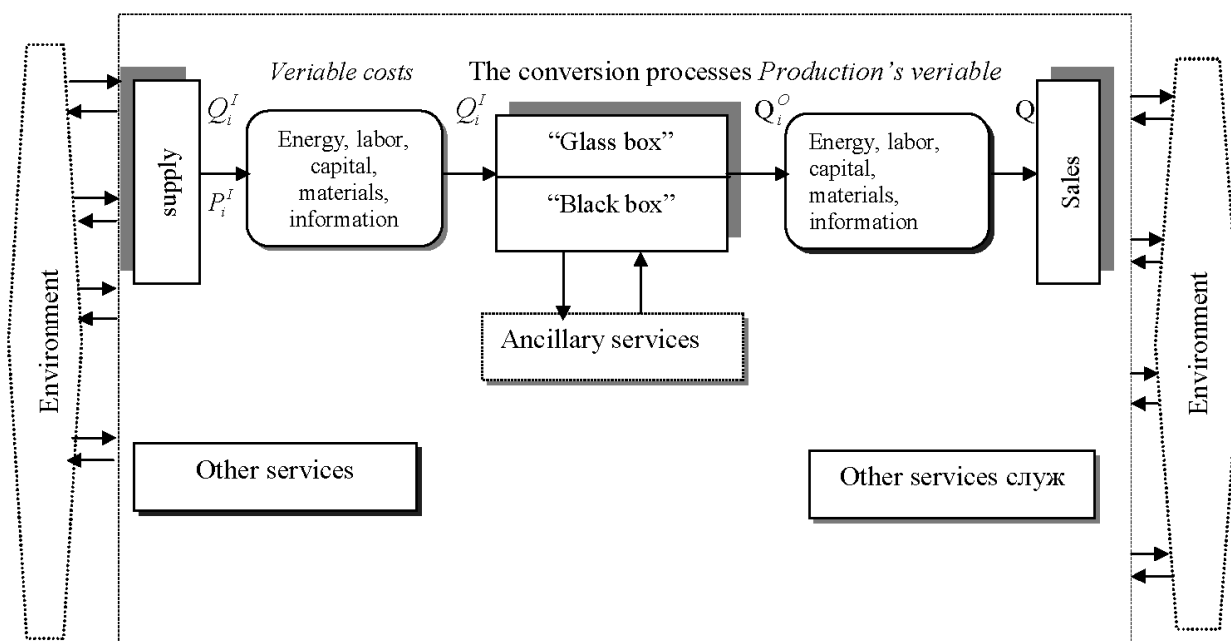 Veriable costs
The conversion processes Production's veriable
Q_i^I
Q_i^I
Q_i^O
Q
supply
P_i^I
Energy, labor,
capital,
materials,
information
“Glass box”
“Black box”
Energy, labor,
capital,
materials,
information
Sales
Ancillary services
Environment
Environment
Other services
Other services служ